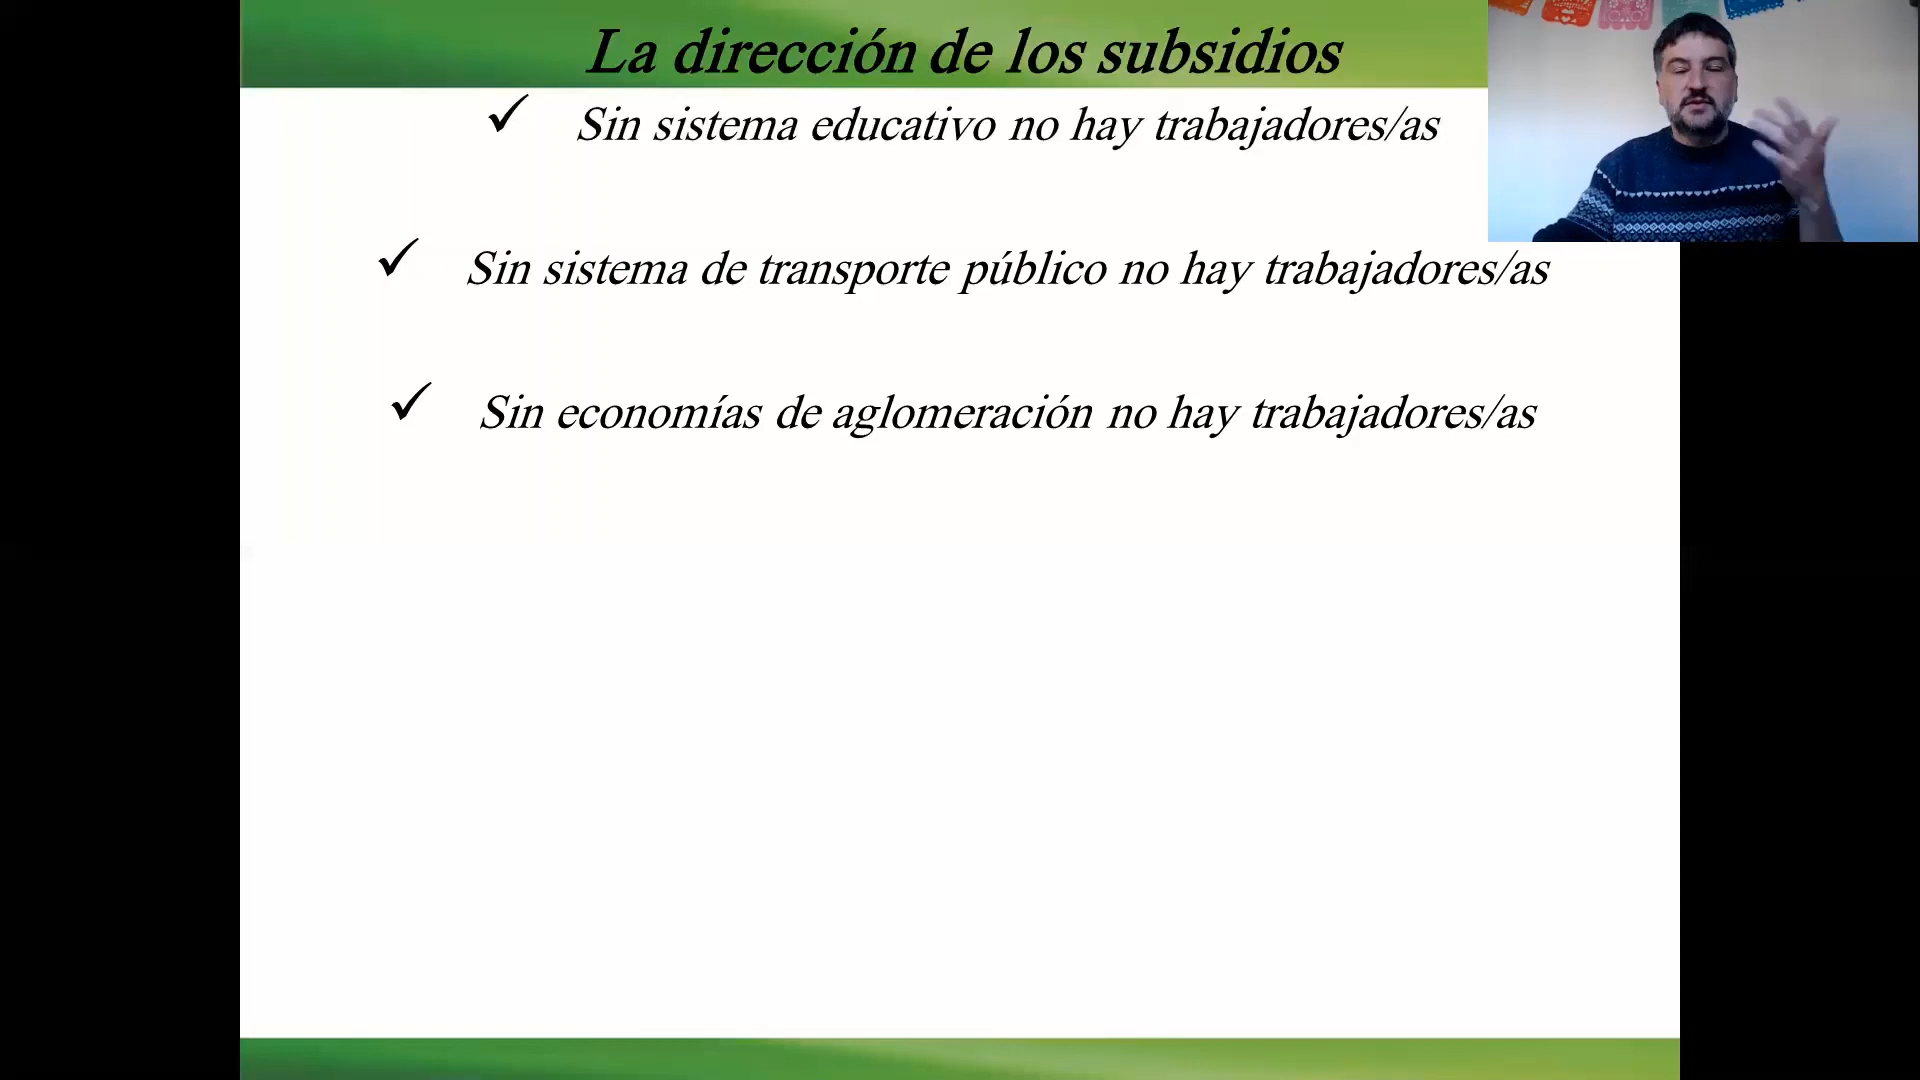 La dirección de los subsidios
✓ Sin sistema educativo no hay trabajadores/as
✓ Sin sistema de transporte público no hay trabajadores/as
✓ Sin economías de aglomeración no hay trabajadores/as